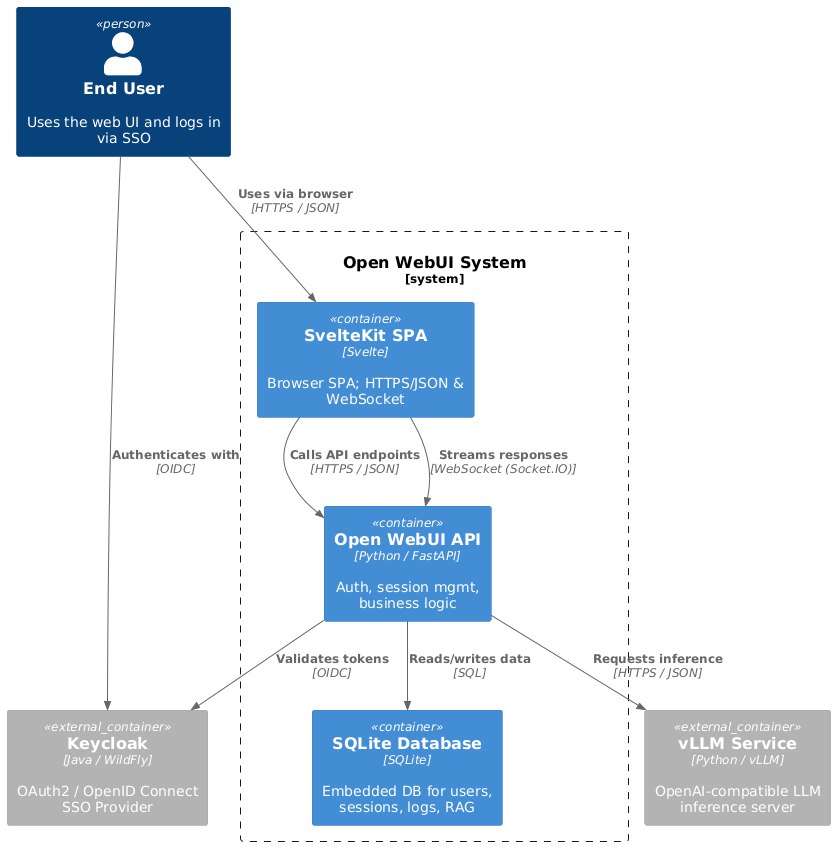 «person»
End User
Uses the web UI and logs in
via SSO
Uses via browser
[HTTPS / JSON]
Open WebUI System
[system]
«container»
SvelteKit SPA
[Svelte]
Browser SPA; HTTPS/JSON &
WebSocket
Authenticates with
[OIDC]
Calls API endpoints
[HTTPS / JSON]
Streams responses
[WebSocket (Socket.IO)]
«container»
Open WebUI API
[Python / FastAPI]
Auth, session mgmt,
business logic
Validates tokens
[OIDC]
Reads/writes data
[SQL]
Requests inference
[HTTPS / JSON]
«external_container»
Keycloak
[Java / WildFly]
OAuth2 / OpenID Connect
SSO Provider
«container»
SQLite Database
[SQLite]
Embedded DB for users,
sessions, logs, RAG
«external_container»
vLLM Service
[Python / vLLM]
OpenAI-compatible LLM
inference server